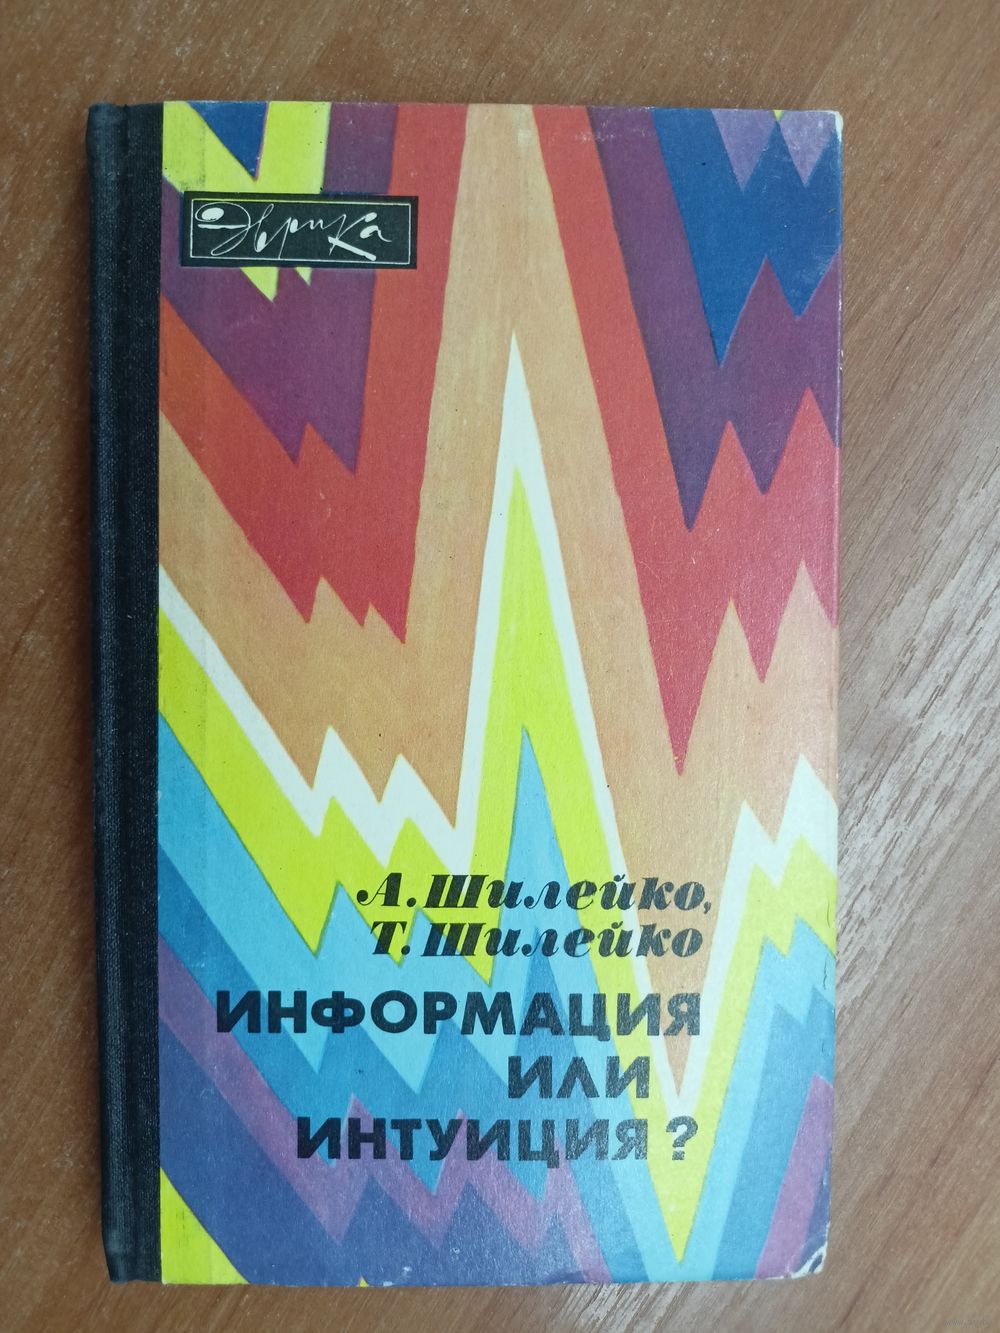 Эврика
А. Шилейко,
Т. Шилейко
ИНФОРМАЦИЯ
ИЛИ
ИНТУИЦИЯ?